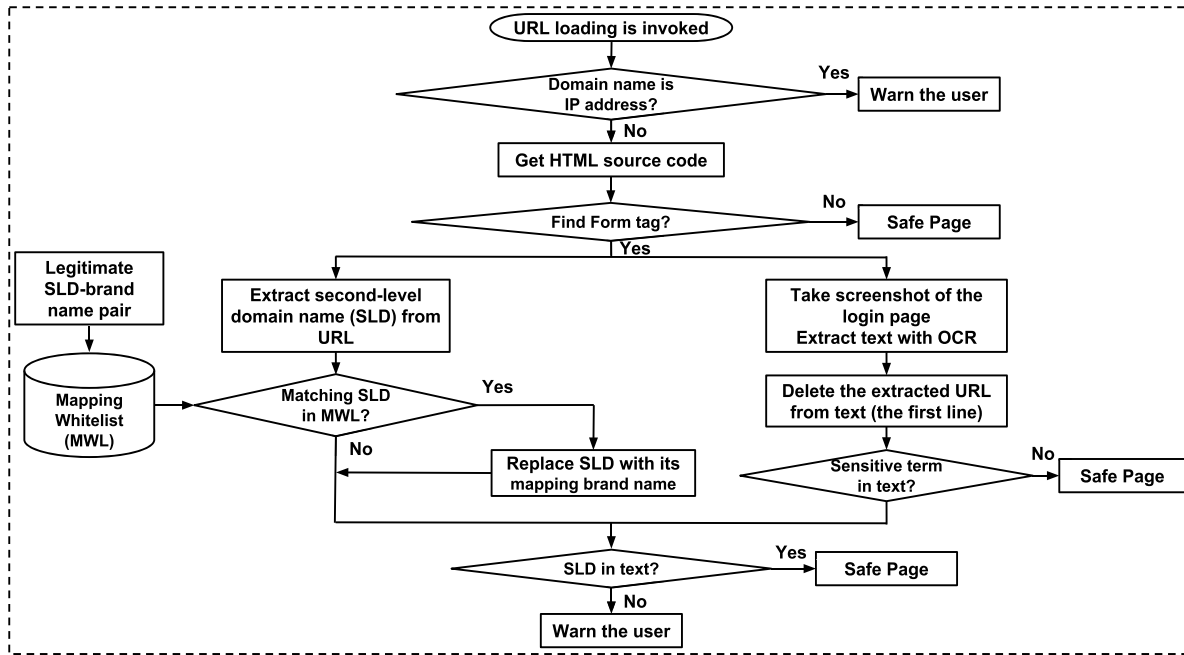 URL loading is invoked
Domain name is
IP address?
Yes
Warn the user
No
Get HTML source code
Find Form tag?
No
Safe Page
Yes
Legitimate
SLD-brand
name pair
Mapping
Whitelist
(MWL)
Extract second-level
domain name (SLD) from
URL
Matching SLD
in MWL?
Yes
No
Replace SLD with its
mapping brand name
Take screenshot of the
login page
Extract text with OCR
Delete the extracted URL
from text (the first line)
Sensitive term
in text?
No
Safe Page
SLD in text?
Yes
Safe Page
No
Warn the user